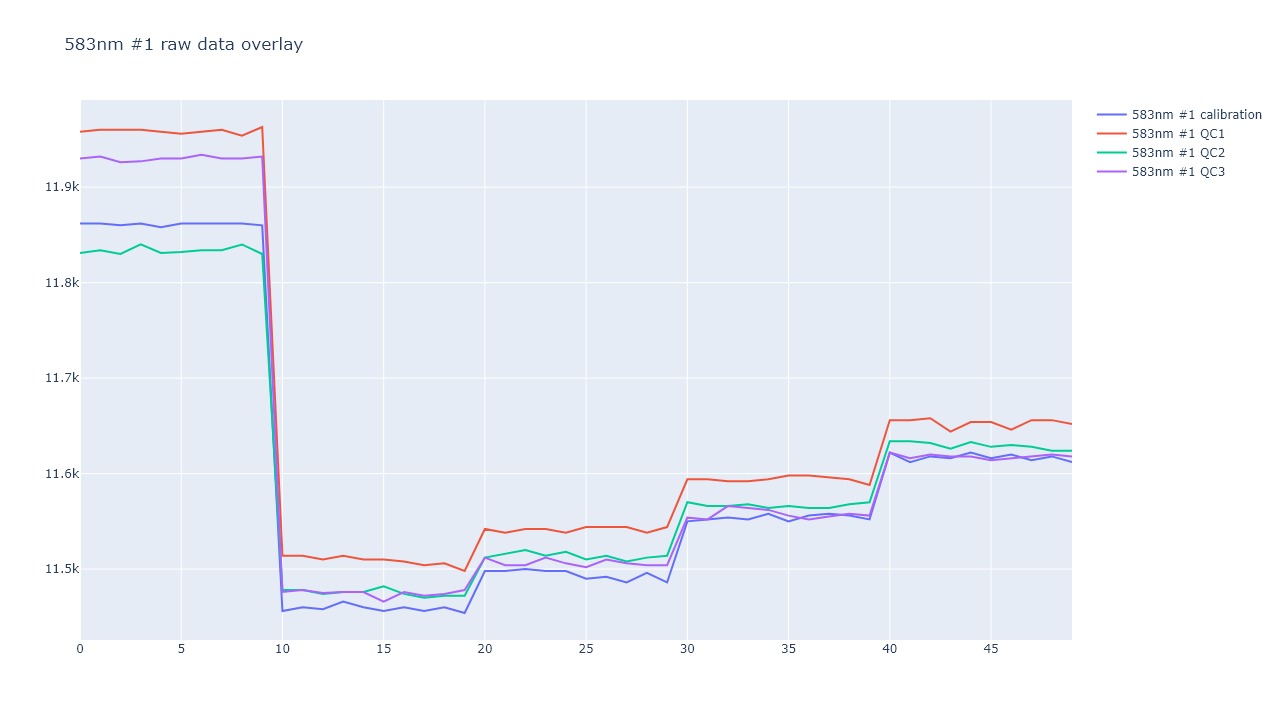 583nm #1 raw data overlay
583nm #1 calibration
583nm #1 QC1
583nm #1 QC2
583nm #1 QC3
11.9k
11.8k
11.7k
11.6k
11.5k
0 5 10 15 20 25 30 35 40 45